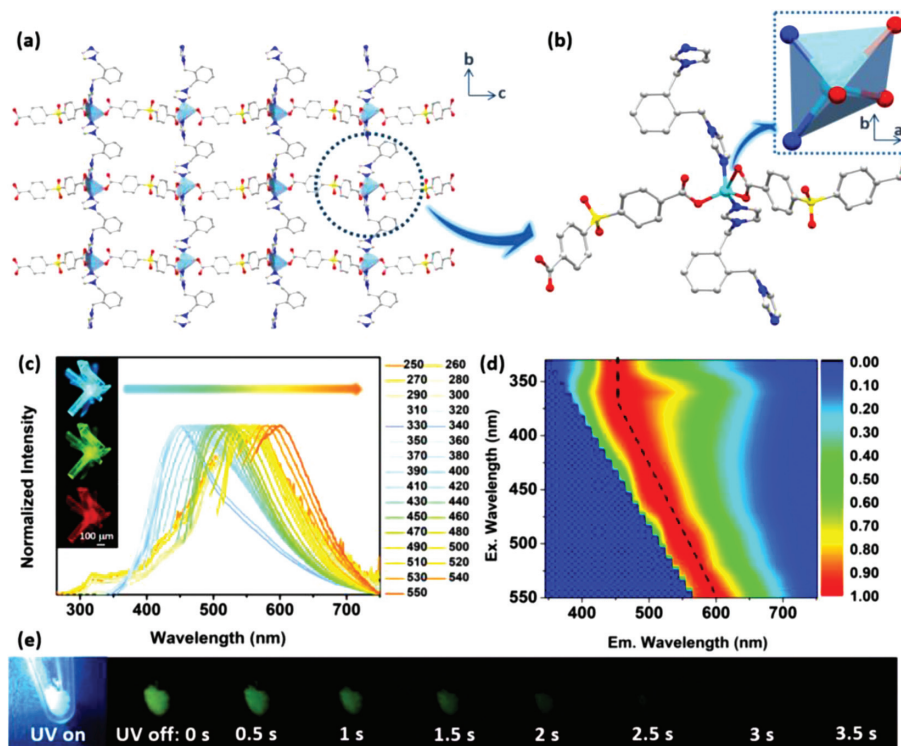 (a)
b
c
(b)
b
a
(c)
Normalized Intensity
100 μm
250 260
270 280
290 300
310 320
330 340
350 360
370 380
390 400
410 420
430 440
450 460
470 480
490 500
510 520
530 540
550
300 400 500 600 700
Wavelength (nm)
(d)
Ex. Wavelength (nm)
350
400
450
500
550
400 500 600 700
Em. Wavelength (nm)
0.00
0.10
0.20
0.30
0.40
0.50
0.60
0.70
0.80
0.90
1.00
(e)
UV on UV off: 0 s 0.5 s 1 s 1.5 s 2 s 2.5 s 3 s 3.5 s